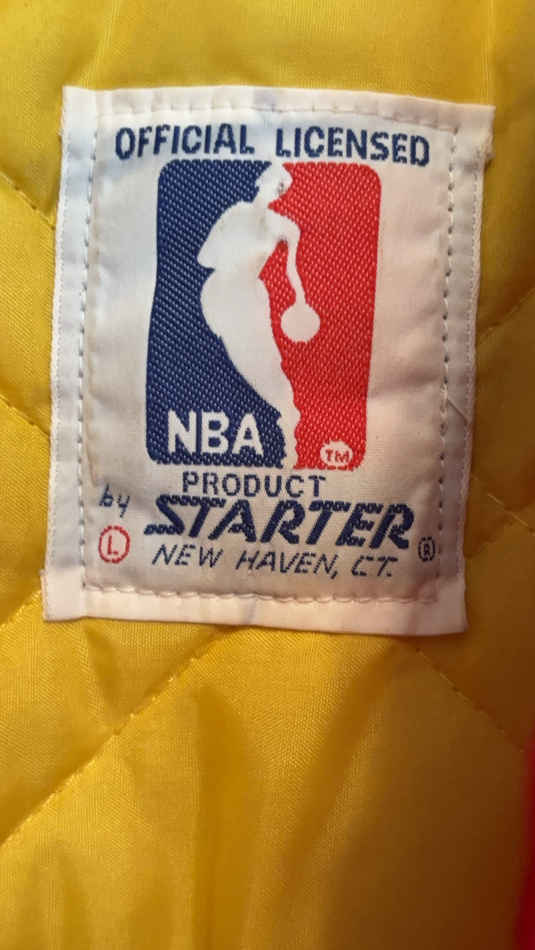 OFFICIAL LICENSED
NBA
TM
PRODUCT
by STARTER
L ®
NEW HAVEN, CT.